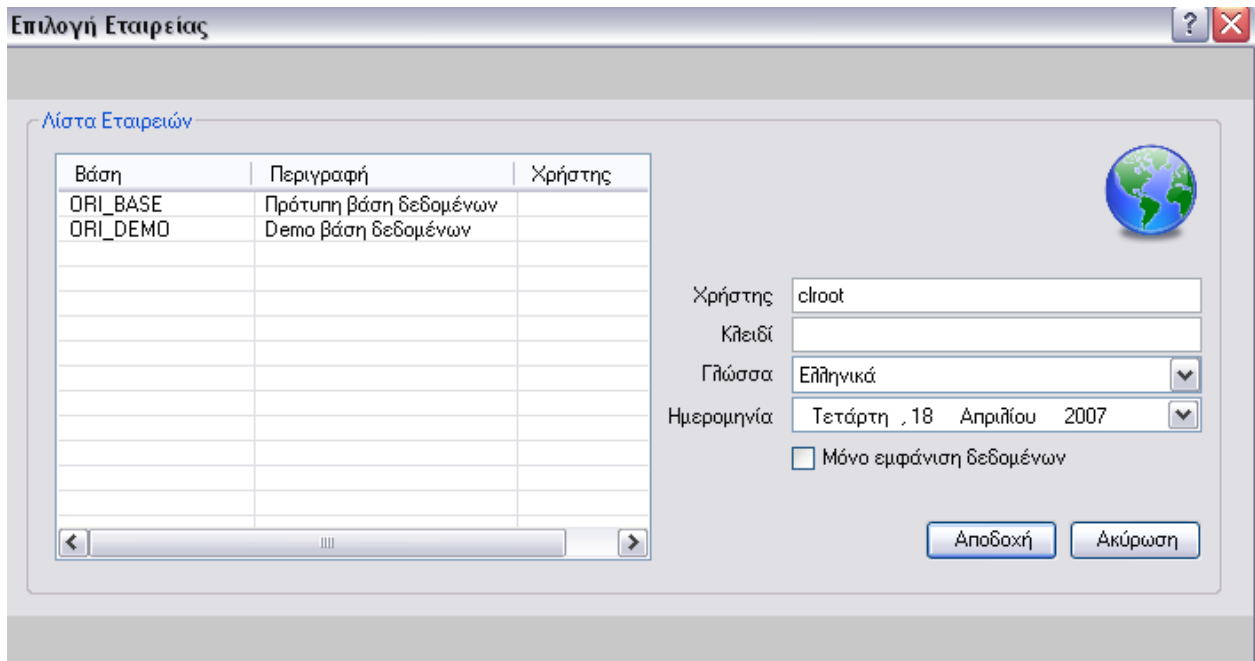 Επιλογή Εταιρείας
Λίστα Εταιρειών
Βάση Περιγραφή Χρήστης
ORI_BASE Πρότυπη βάση δεδομένων
ORI_DEMO Demo βάση δεδομένων
Χρήστης clroot
Κλειδί
Γλώσσα Ελληνικά
Ημερομηνία Τετάρτη , 18 Απριλίου 2007
Μόνο εμφάνιση δεδομένων
Αποδοχή Ακύρωση